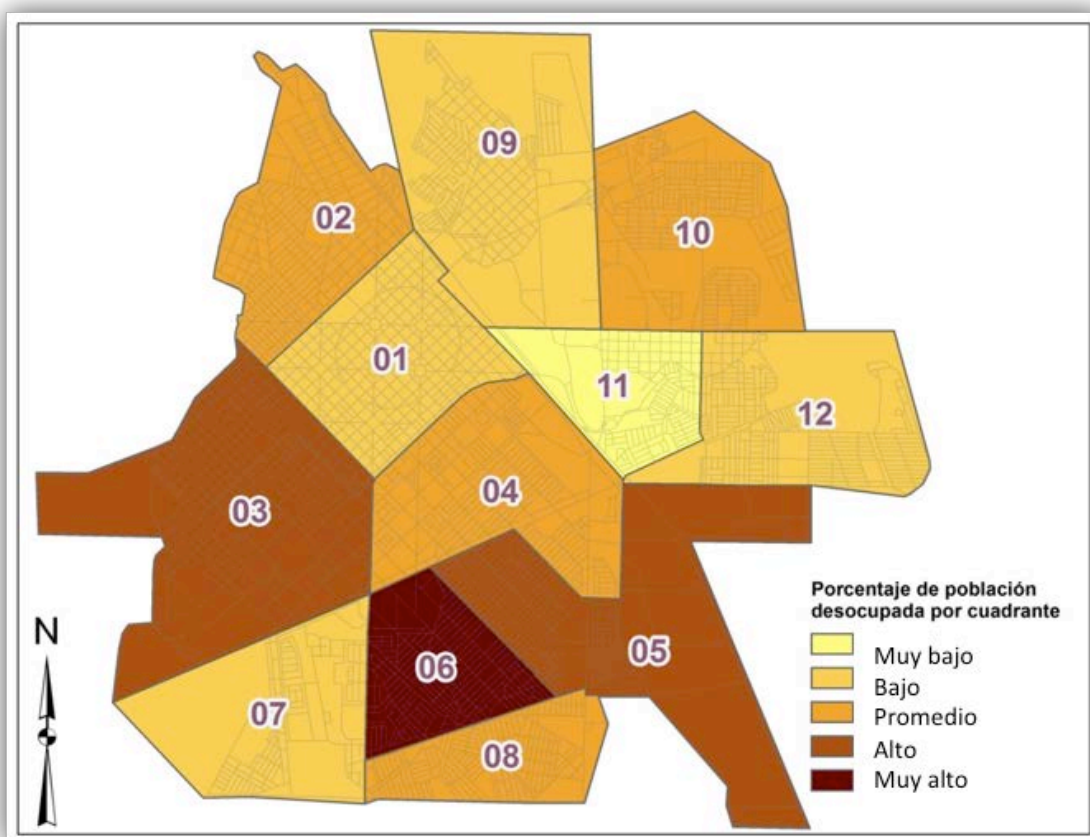 09
02
10
01
11
12
03
04
05
06
07
08
N
Porcentaje de población
desocupada por cuadrante
Muy bajo
Bajo
Promedio
Alto
Muy alto